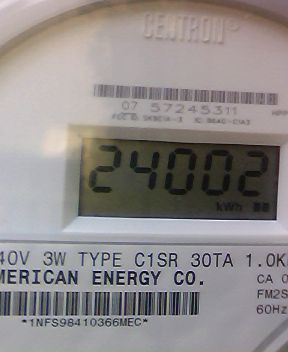 CENTRON®
07 57245311
24002
kWh
40V 3W TYPE C1SR 30TA 1.0K
MERICAN ENERGY CO.
CA 0
FM2S
60Hz
*1NFS98410366MEC*